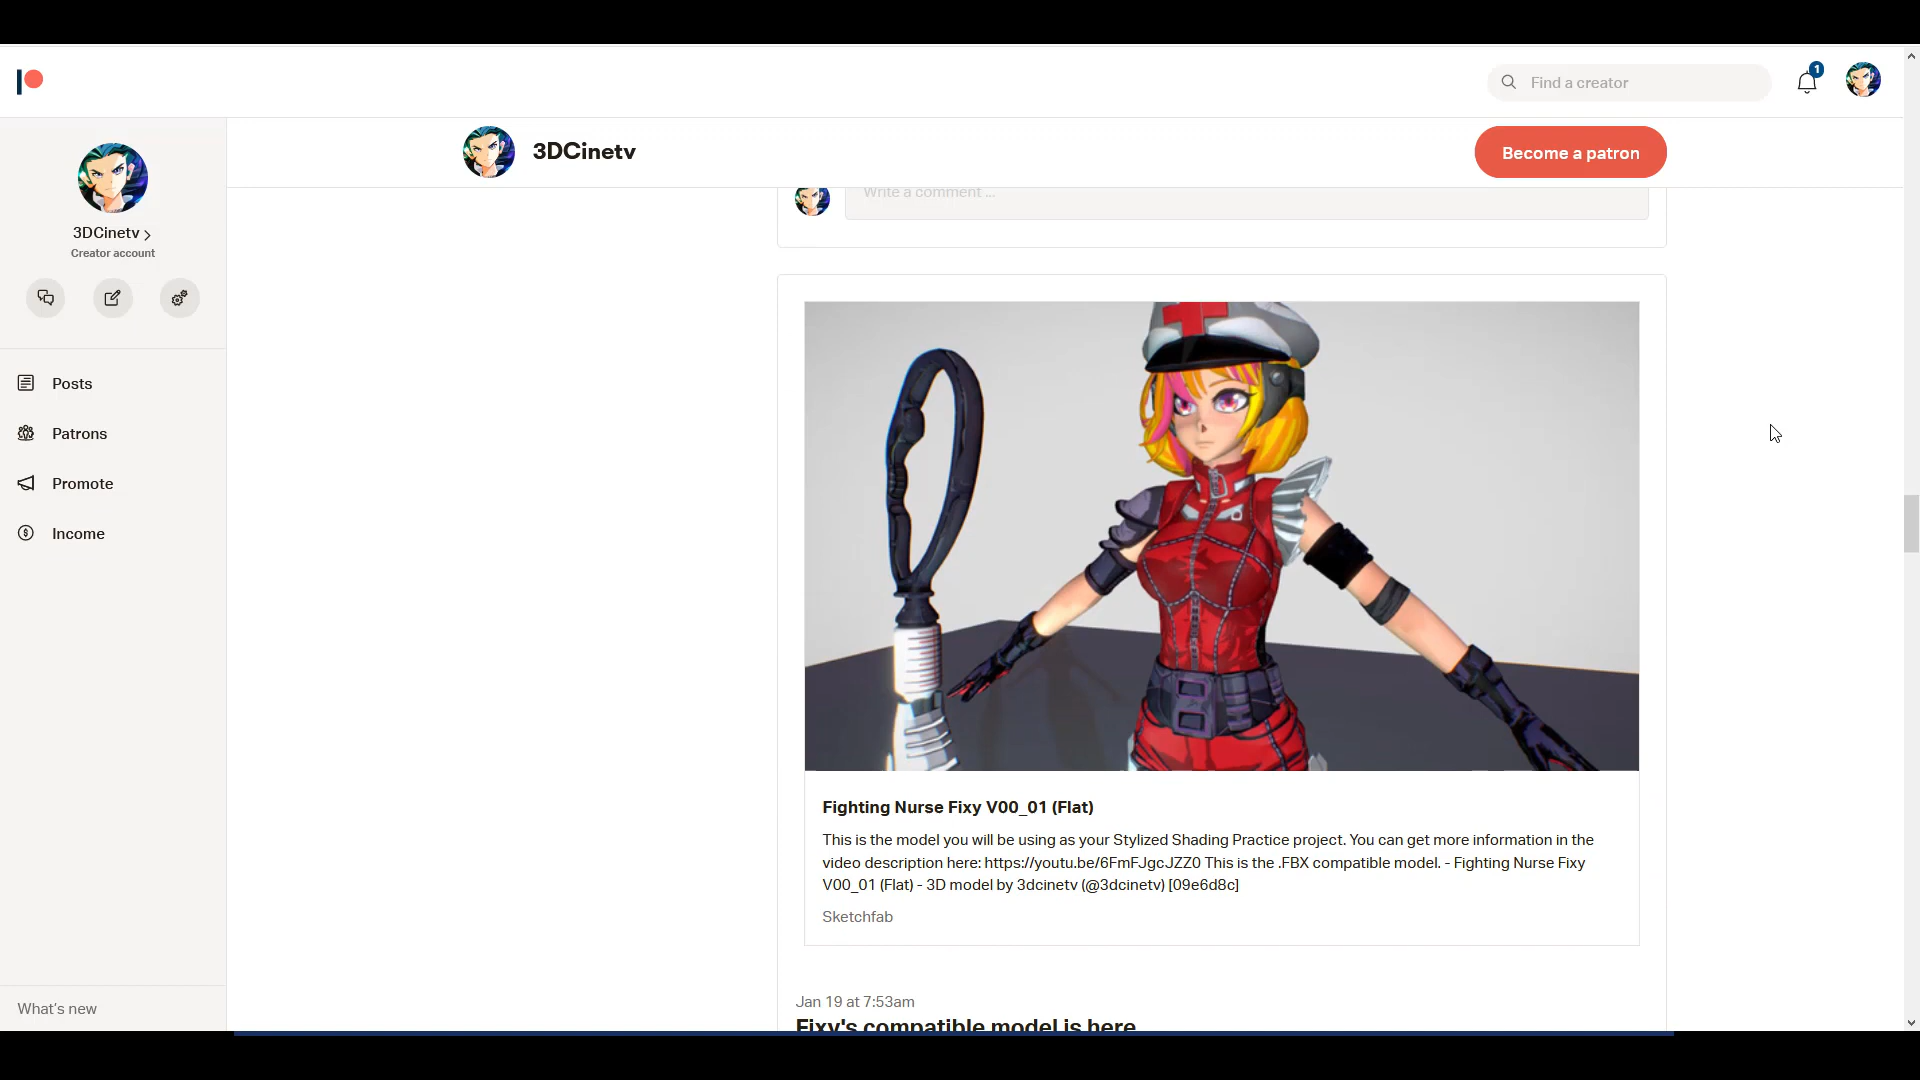 Find a creator
1
3DCinetv
Become a patron
3DCinetv
Creator account
Posts
Patrons
Promote
Income
What's new
Write a comment ...
Fighting Nurse Fixy V00_01 (Flat)
This is the model you will be using as your Stylized Shading Practice project. You can get more information in the
video description here: https://youtu.be/6FmFJgcJZZ0 This is the .FBX compatible model. - Fighting Nurse Fixy
V00_01 (Flat) - 3D model by 3dcinetv (@3dcinetv) [09e6d8c]
Sketchfab
Jan 19 at 7:53am
Fixy's compatible model is here